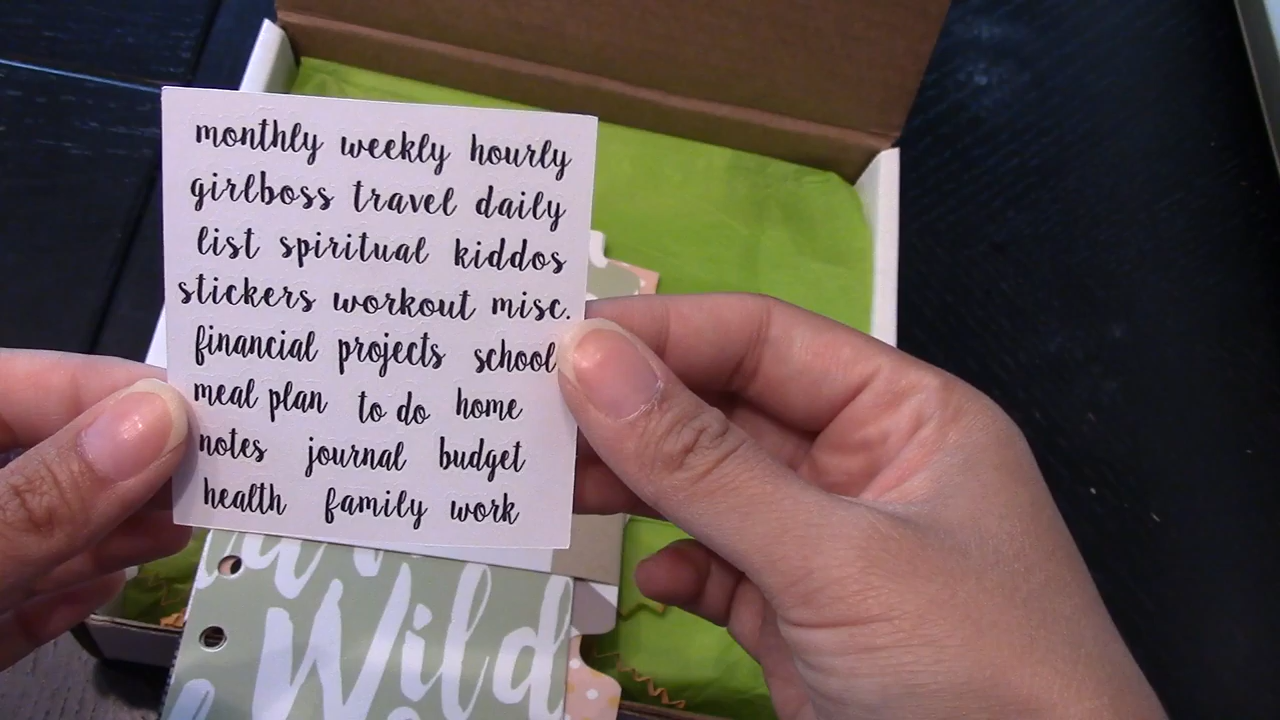 monthly weekly hourly
girlboss travel daily
list spiritual kiddos
stickers workout misc.
financial projects school
meal plan to do home
notes journal budget
health family work
Wild